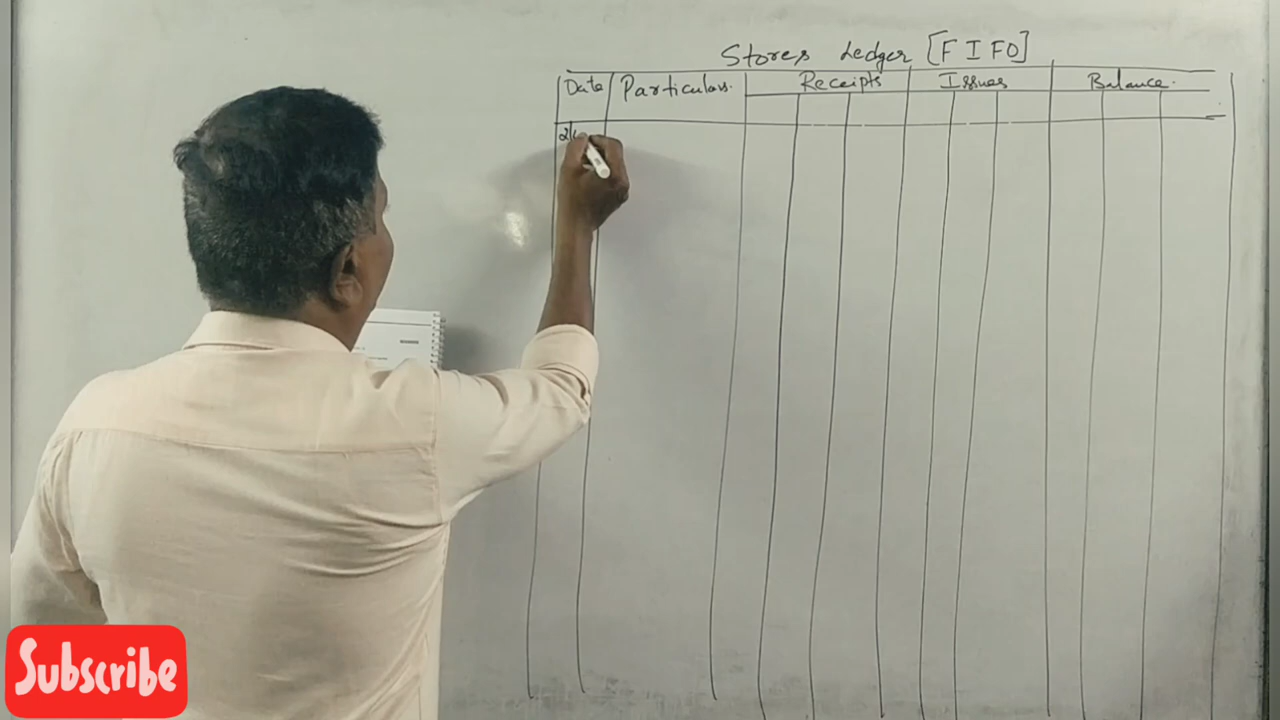 Stores Ledger [FIFO]
Date Particulars. Receipts Issues Balance.
Subscribe